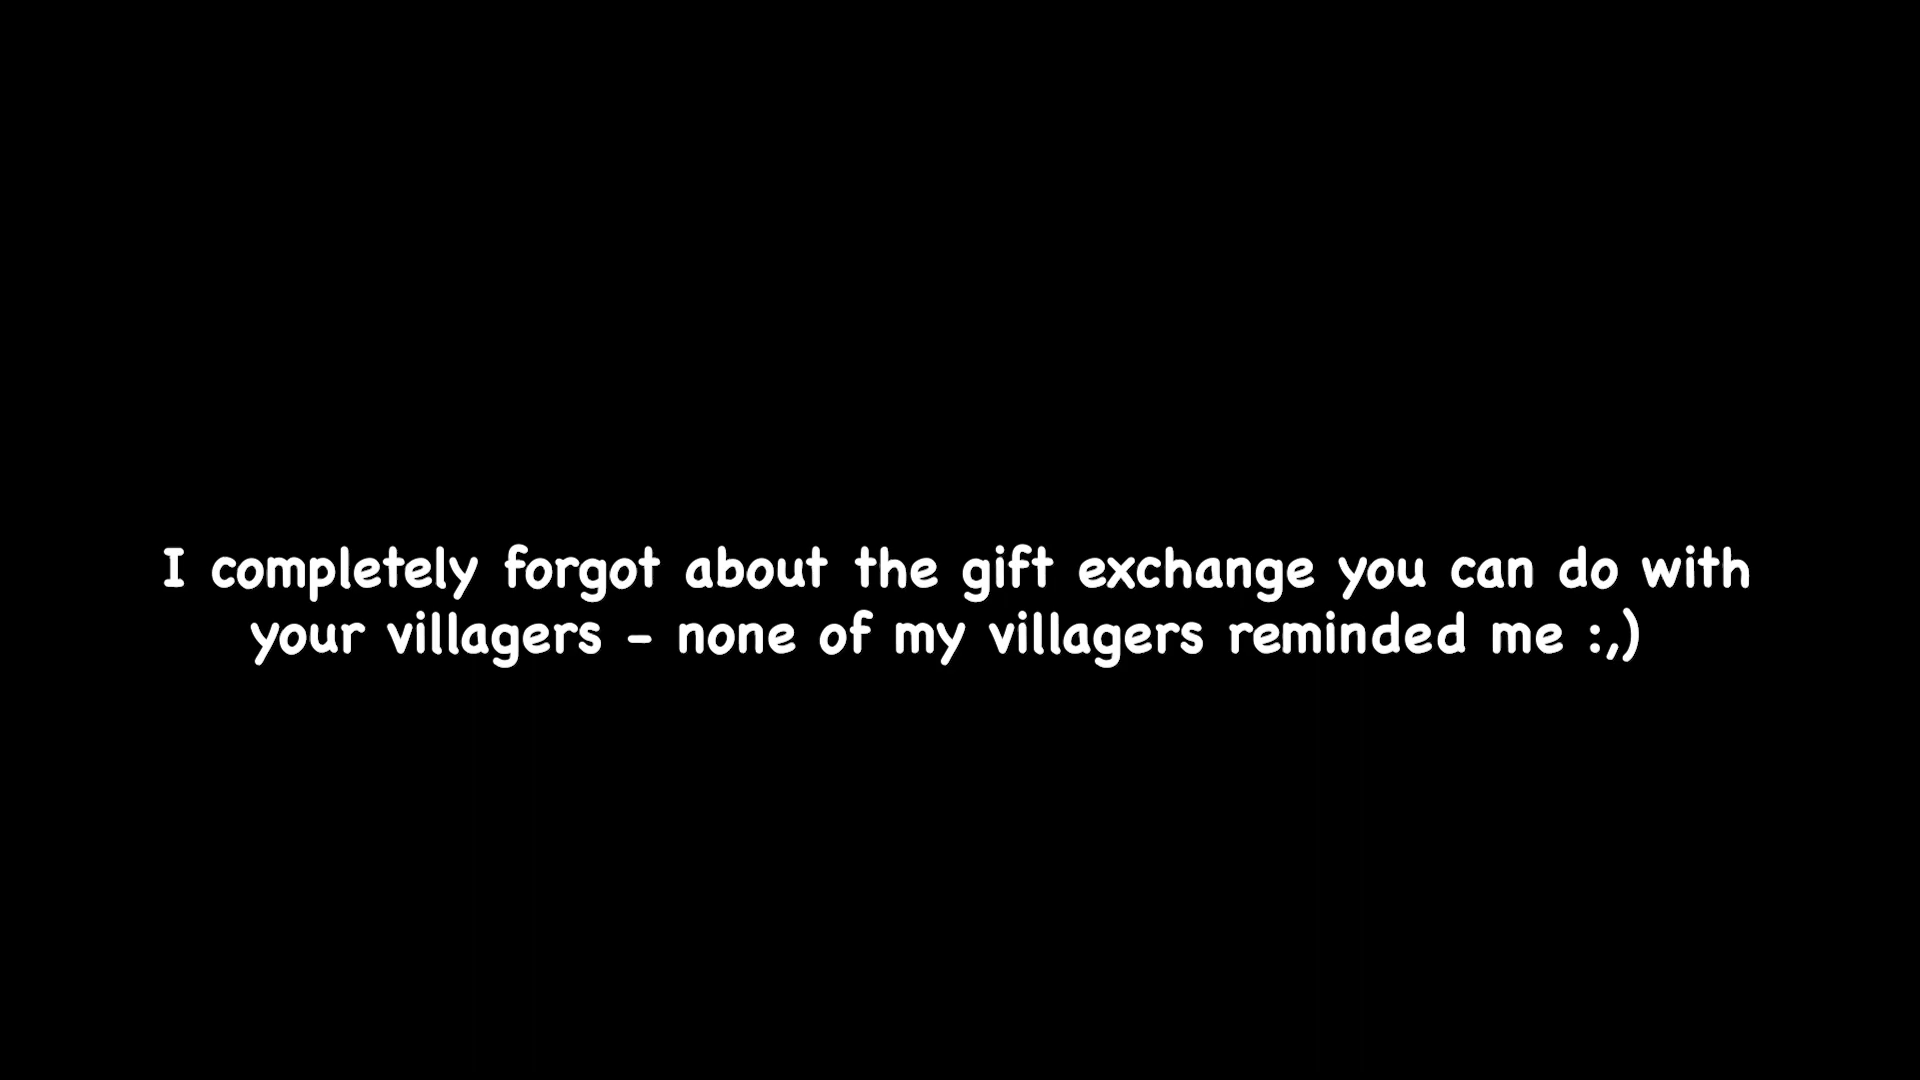 I completely forgot about the gift exchange you can do with
your villagers - none of my villagers reminded me :,)